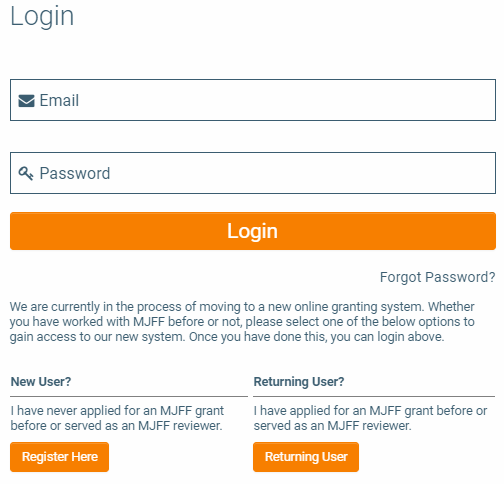 Login
Email
Password
Login
Forgot Password?
We are currently in the process of moving to a new online granting system. Whether
you have worked with MJFF before or not, please select one of the below options to
gain access to our new system. Once you have done this, you can login above.
New User?
I have never applied for an MJFF grant
before or served as an MJFF reviewer.
Register Here
Returning User?
I have applied for an MJFF grant before or
served as an MJFF reviewer.
Returning User